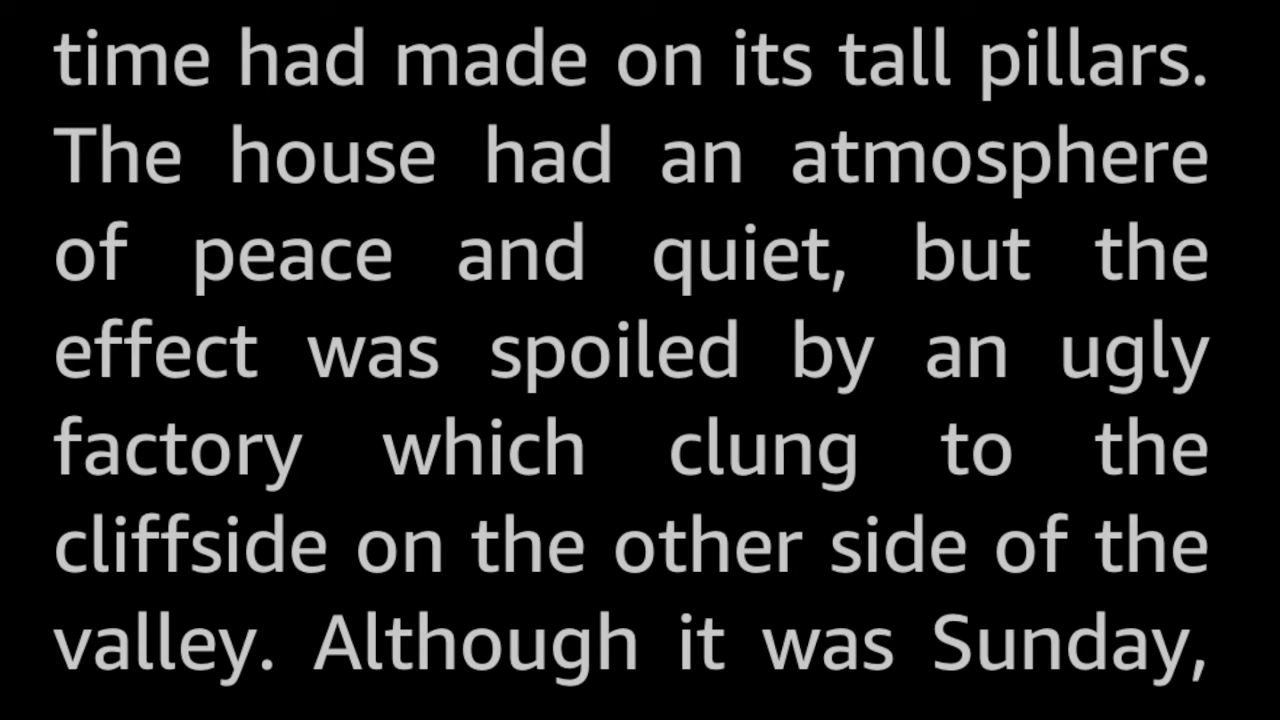 time had made on its tall pillars.
The house had an atmosphere
of peace and quiet, but the
effect was spoiled by an ugly
factory which clung to the
cliffside on the other side of the
valley. Although it was Sunday,